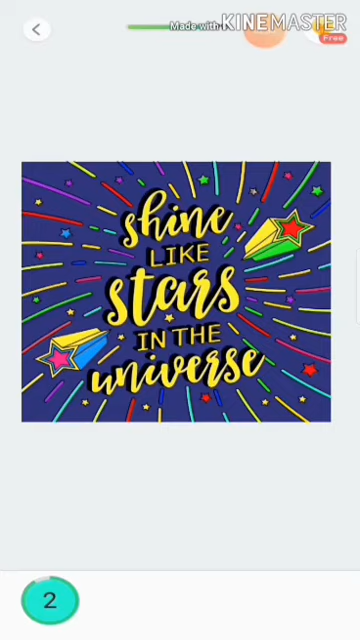 Made with
KINEMASTER
Free
shine
LIKE
stars
IN THE
universe
2